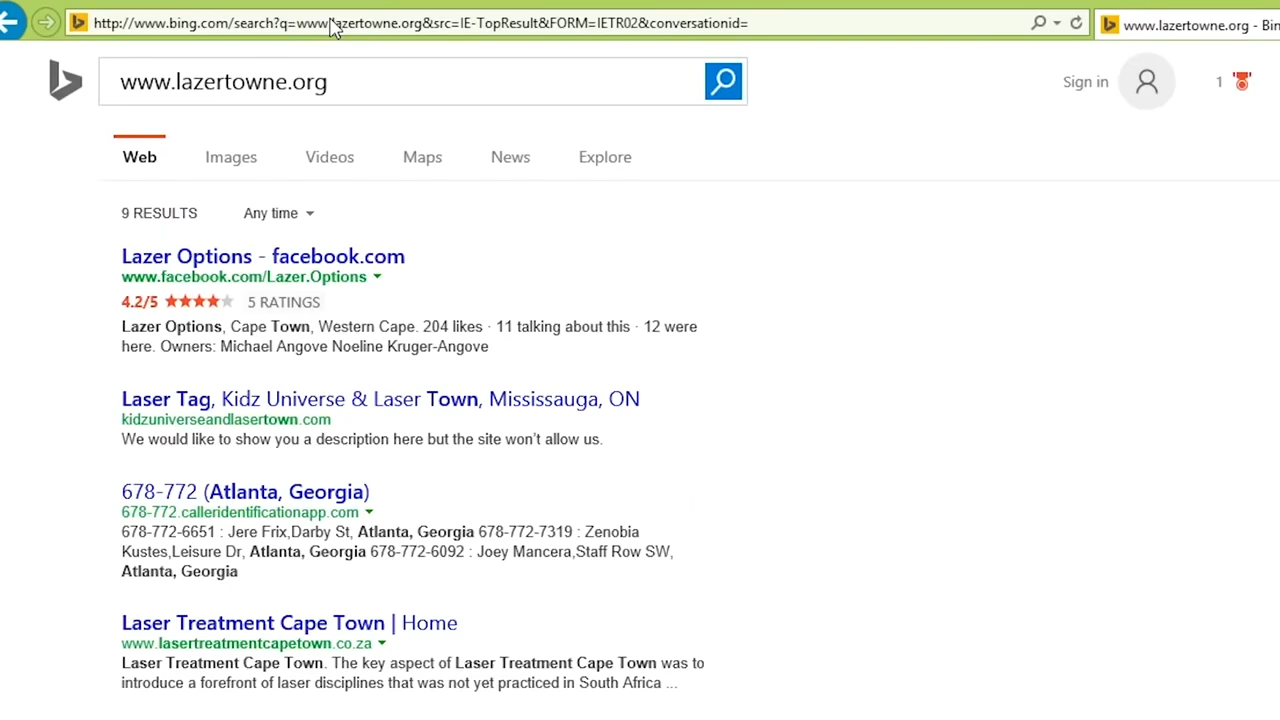 http://www.bing.com/search?q=www.lazertowne.org&src=IE-TopResult&FORM=IETR02&conversationid=
www.lazertowne.org - Bin
www.lazertowne.org
Sign in
1
Web Images Videos Maps News Explore
9 RESULTS Any time
Lazer Options - facebook.com
www.facebook.com/Lazer.Options
4.2/5 5 RATINGS
Lazer Options, Cape Town, Western Cape. 204 likes · 11 talking about this · 12 were
here. Owners: Michael Angove Noeline Kruger-Angove
Laser Tag, Kidz Universe & Laser Town, Mississauga, ON
kidzuniverseandlasertown.com
We would like to show you a description here but the site won't allow us.
678-772 (Atlanta, Georgia)
678-772.calleridentificationapp.com
678-772-6651 : Jere Frix,Darby St, Atlanta, Georgia 678-772-7319 : Zenobia
Kustes,Leisure Dr, Atlanta, Georgia 678-772-6092 : Joey Mancera,Staff Row SW,
Atlanta, Georgia
Laser Treatment Cape Town | Home
www.lasertreatmentcapetown.co.za
Laser Treatment Cape Town. The key aspect of Laser Treatment Cape Town was to
introduce a forefront of laser disciplines that was not yet practiced in South Africa ...